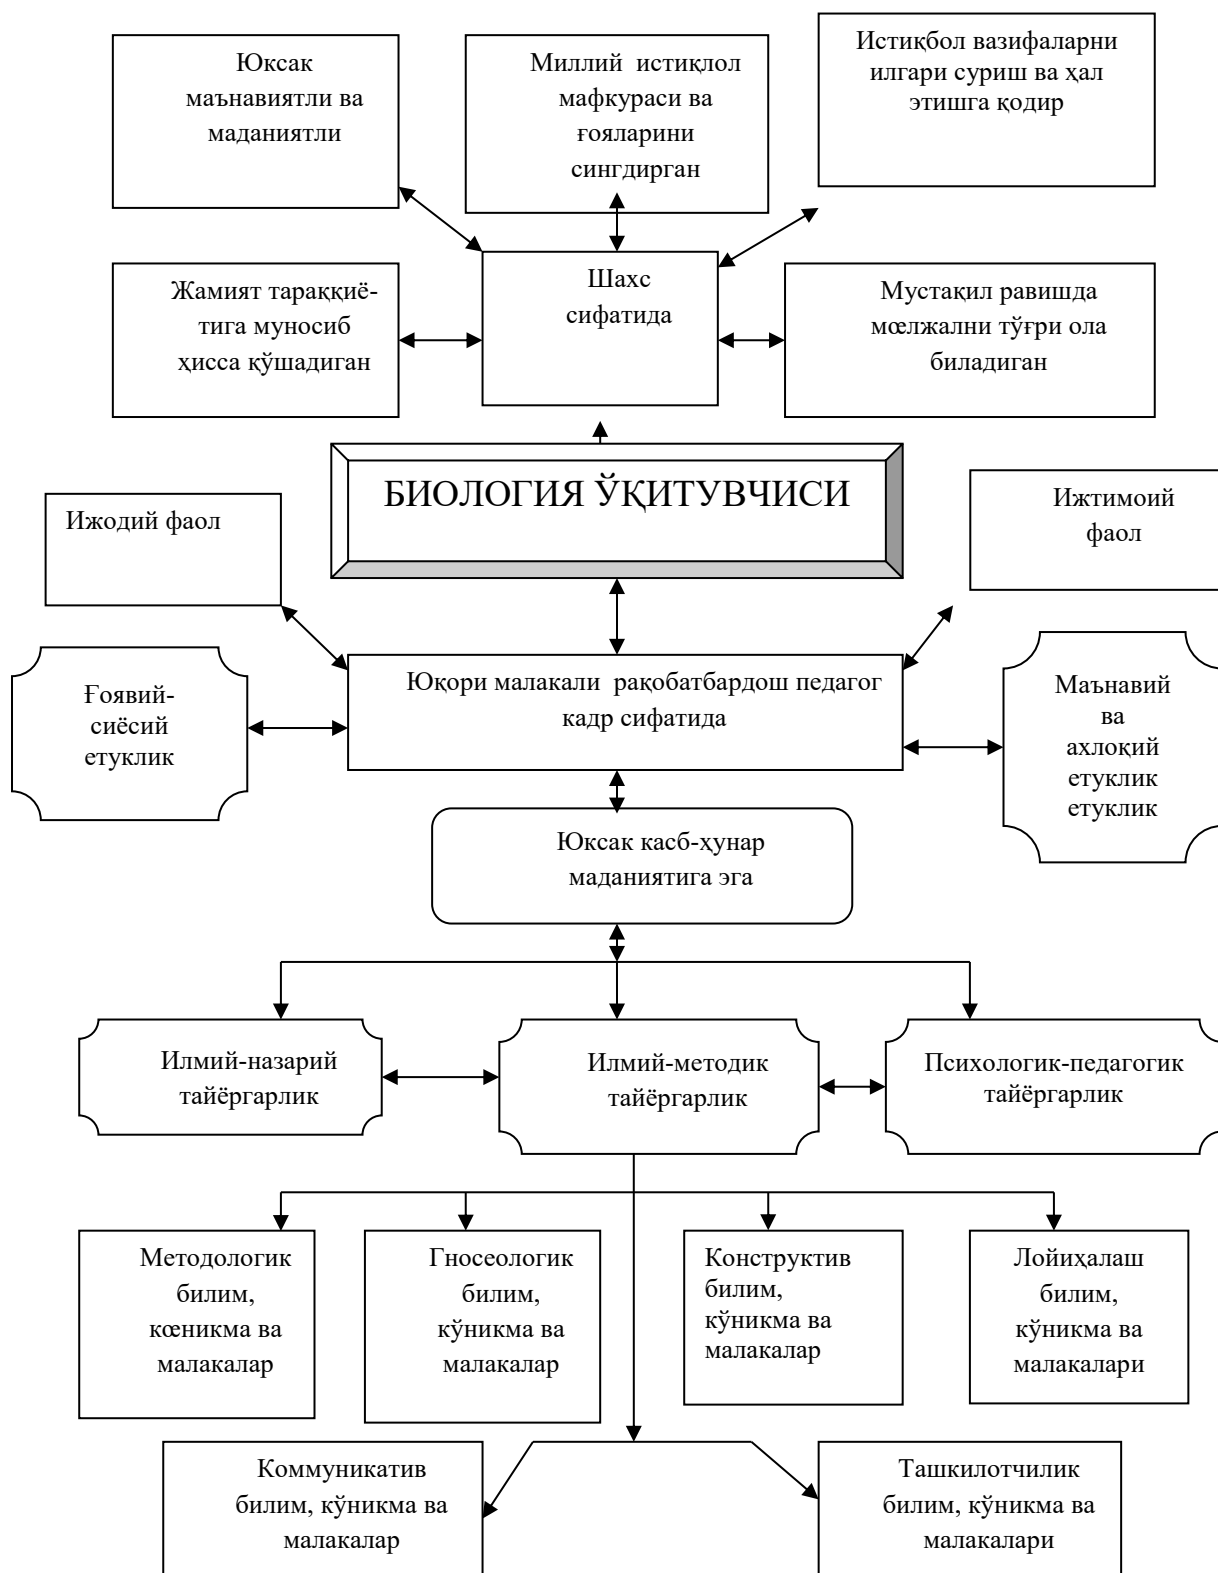 Юксак
маънавиятли ва
маданиятли
Миллий истиқлол
мафкураси ва
ғояларини
сингдирган
Истиқбол вазифаларни
илгари суриш ва ҳал
этишга қодир
Жамият тараққиё-
тига муносиб
ҳисса қўшадиган
Шахс
сифатида
Мустақил равишда
мœлжални тўғри ола
биладиган
БИОЛОГИЯ ЎҚИТУВЧИСИ
Ижодий фаол
Ижтимоий
фаол
Ғоявий-
сиёсий
етуклик
Юқори малакали рақобатбардош педагог
кадр сифатида
Маънавий
ва
ахлоқий
етуклик
етуклик
Юксак касб-ҳунар
маданиятига эга
Илмий-назарий
тайёргарлик
Илмий-методик
тайёргарлик
Психологик-педагогик
тайёргарлик
Методологик
билим,
кœникма ва
малакалар
Гносеологик
билим,
кўникма ва
малакалар
Конструктив
билим,
кўникма ва
малакалар
Лойиҳалаш
билим,
кўникма ва
малакалари
Коммуникатив
билим, кўникма ва
малакалар
Ташкилотчилик
билим, кўникма ва
малакалари